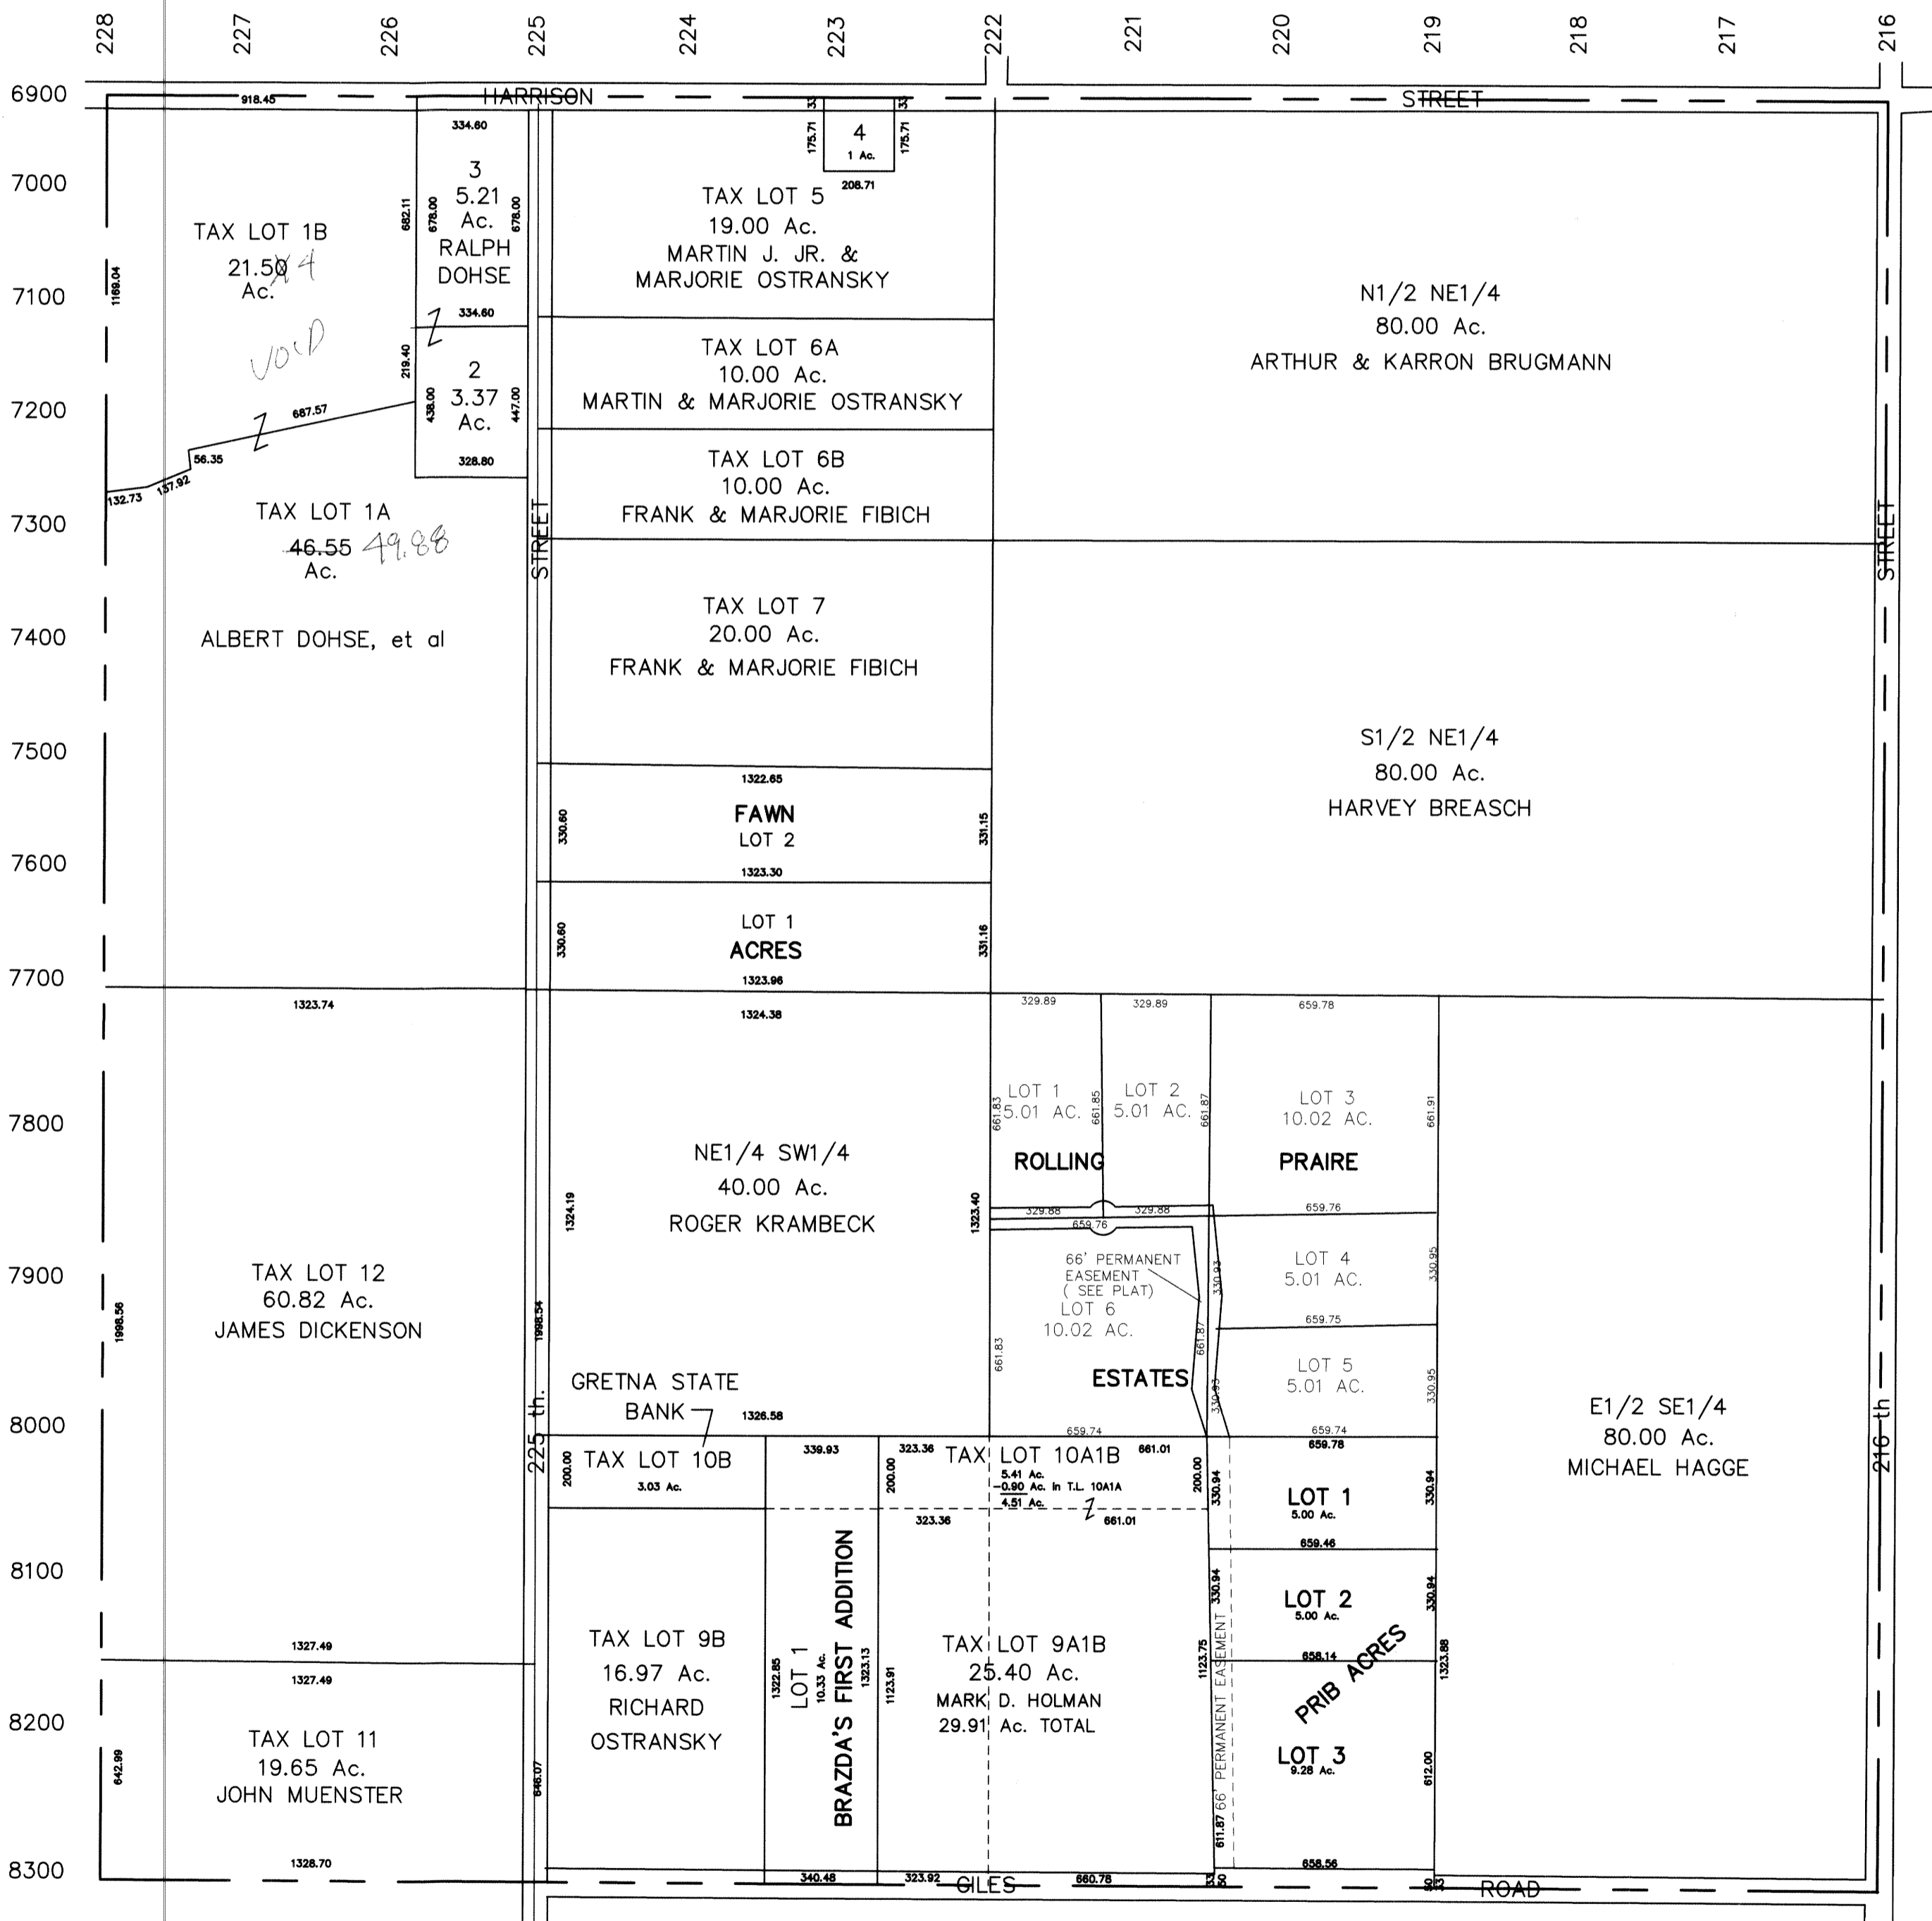 228 227 226 225 224 223 222 221 220 219 218 217 216
6900
7000
7100
7200
7300
7400
7500
7600
7700
7800
7900
8000
8100
8200
8300
HARRISON STREET
918.45
1169.04
TAX LOT 1B
21.50 4
Ac.
VOID
687.57
56.35
137.92
132.73
682.11
219.40
334.60
3
5.21
Ac.
RALPH
DOHSE
678.00
678.00
334.60
2
3.37
Ac.
438.00
447.00
328.80
TAX LOT 1A
46.55 49.88
Ac.
ALBERT DOHSE, et al
STREET
225 th.
33
33
175.71
175.71
4
1 Ac.
208.71
TAX LOT 5
19.00 Ac.
MARTIN J. JR. &
MARJORIE OSTRANSKY
TAX LOT 6A
10.00 Ac.
MARTIN & MARJORIE OSTRANSKY
TAX LOT 6B
10.00 Ac.
FRANK & MARJORIE FIBICH
TAX LOT 7
20.00 Ac.
FRANK & MARJORIE FIBICH
1322.65
330.60
FAWN
LOT 2
331.15
1323.30
330.60
LOT 1
ACRES
331.16
1323.96
N1/2 NE1/4
80.00 Ac.
ARTHUR & KARRON BRUGMANN
S1/2 NE1/4
80.00 Ac.
HARVEY BREASCH
STREET
216 th
1323.74
1998.56
TAX LOT 12
60.82 Ac.
JAMES DICKENSON
1998.54
1327.49
1327.49
642.99
TAX LOT 11
19.65 Ac.
JOHN MUENSTER
646.07
1328.70
1324.38
1324.19
NE1/4 SW1/4
40.00 Ac.
ROGER KRAMBECK
1323.40
GRETNA STATE
BANK
1326.58
329.89
329.89
659.78
LOT 1
5.01 AC.
661.83
661.85
LOT 2
5.01 AC.
661.87
LOT 3
10.02 AC.
661.91
ROLLING PRAIRE
329.88
329.88
659.76
659.76
66' PERMANENT
EASEMENT
( SEE PLAT)
LOT 6
10.02 AC.
661.83
661.87
330.93
330.93
ESTATES
LOT 4
5.01 AC.
330.95
659.75
LOT 5
5.01 AC.
330.95
659.74
659.74
659.78
E1/2 SE1/4
80.00 Ac.
MICHAEL HAGGE
200.00
TAX LOT 10B
3.03 Ac.
339.93
323.36
200.00
TAX LOT 10A1B
661.01
5.41 Ac.
-0.90 Ac. in T.L. 10A1A
4.51 Ac.
200.00
323.36
661.01
TAX LOT 9B
16.97 Ac.
RICHARD
OSTRANSKY
1322.85
LOT 1
10.33 Ac.
BRAZDA'S FIRST ADDITION
1323.13
1123.91
TAX LOT 9A1B
25.40 Ac.
MARK D. HOLMAN
29.91 Ac. TOTAL
1123.75
340.48
323.92
660.78
330.94
LOT 1
5.00 Ac.
330.94
659.46
330.94
LOT 2
5.00 Ac.
330.94
658.14
PRIB ACRES
1323.88
LOT 3
9.28 Ac.
611.87
66' PERMANENT EASEMENT
612.00
658.56
33
50
50
33
GILES ROAD